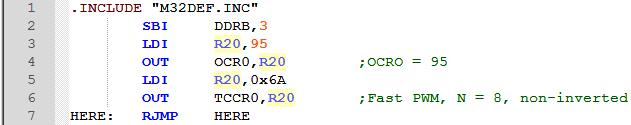 1 .INCLUDE "M32DEF.INC"
2 SBI DDRB,3
3 LDI R20,95
4 OUT OCR0,R20 ;OCRO = 95
5 LDI R20,0x6A
6 OUT TCCR0,R20 ;Fast PWM, N = 8, non-inverted
7 HERE: RJMP HERE